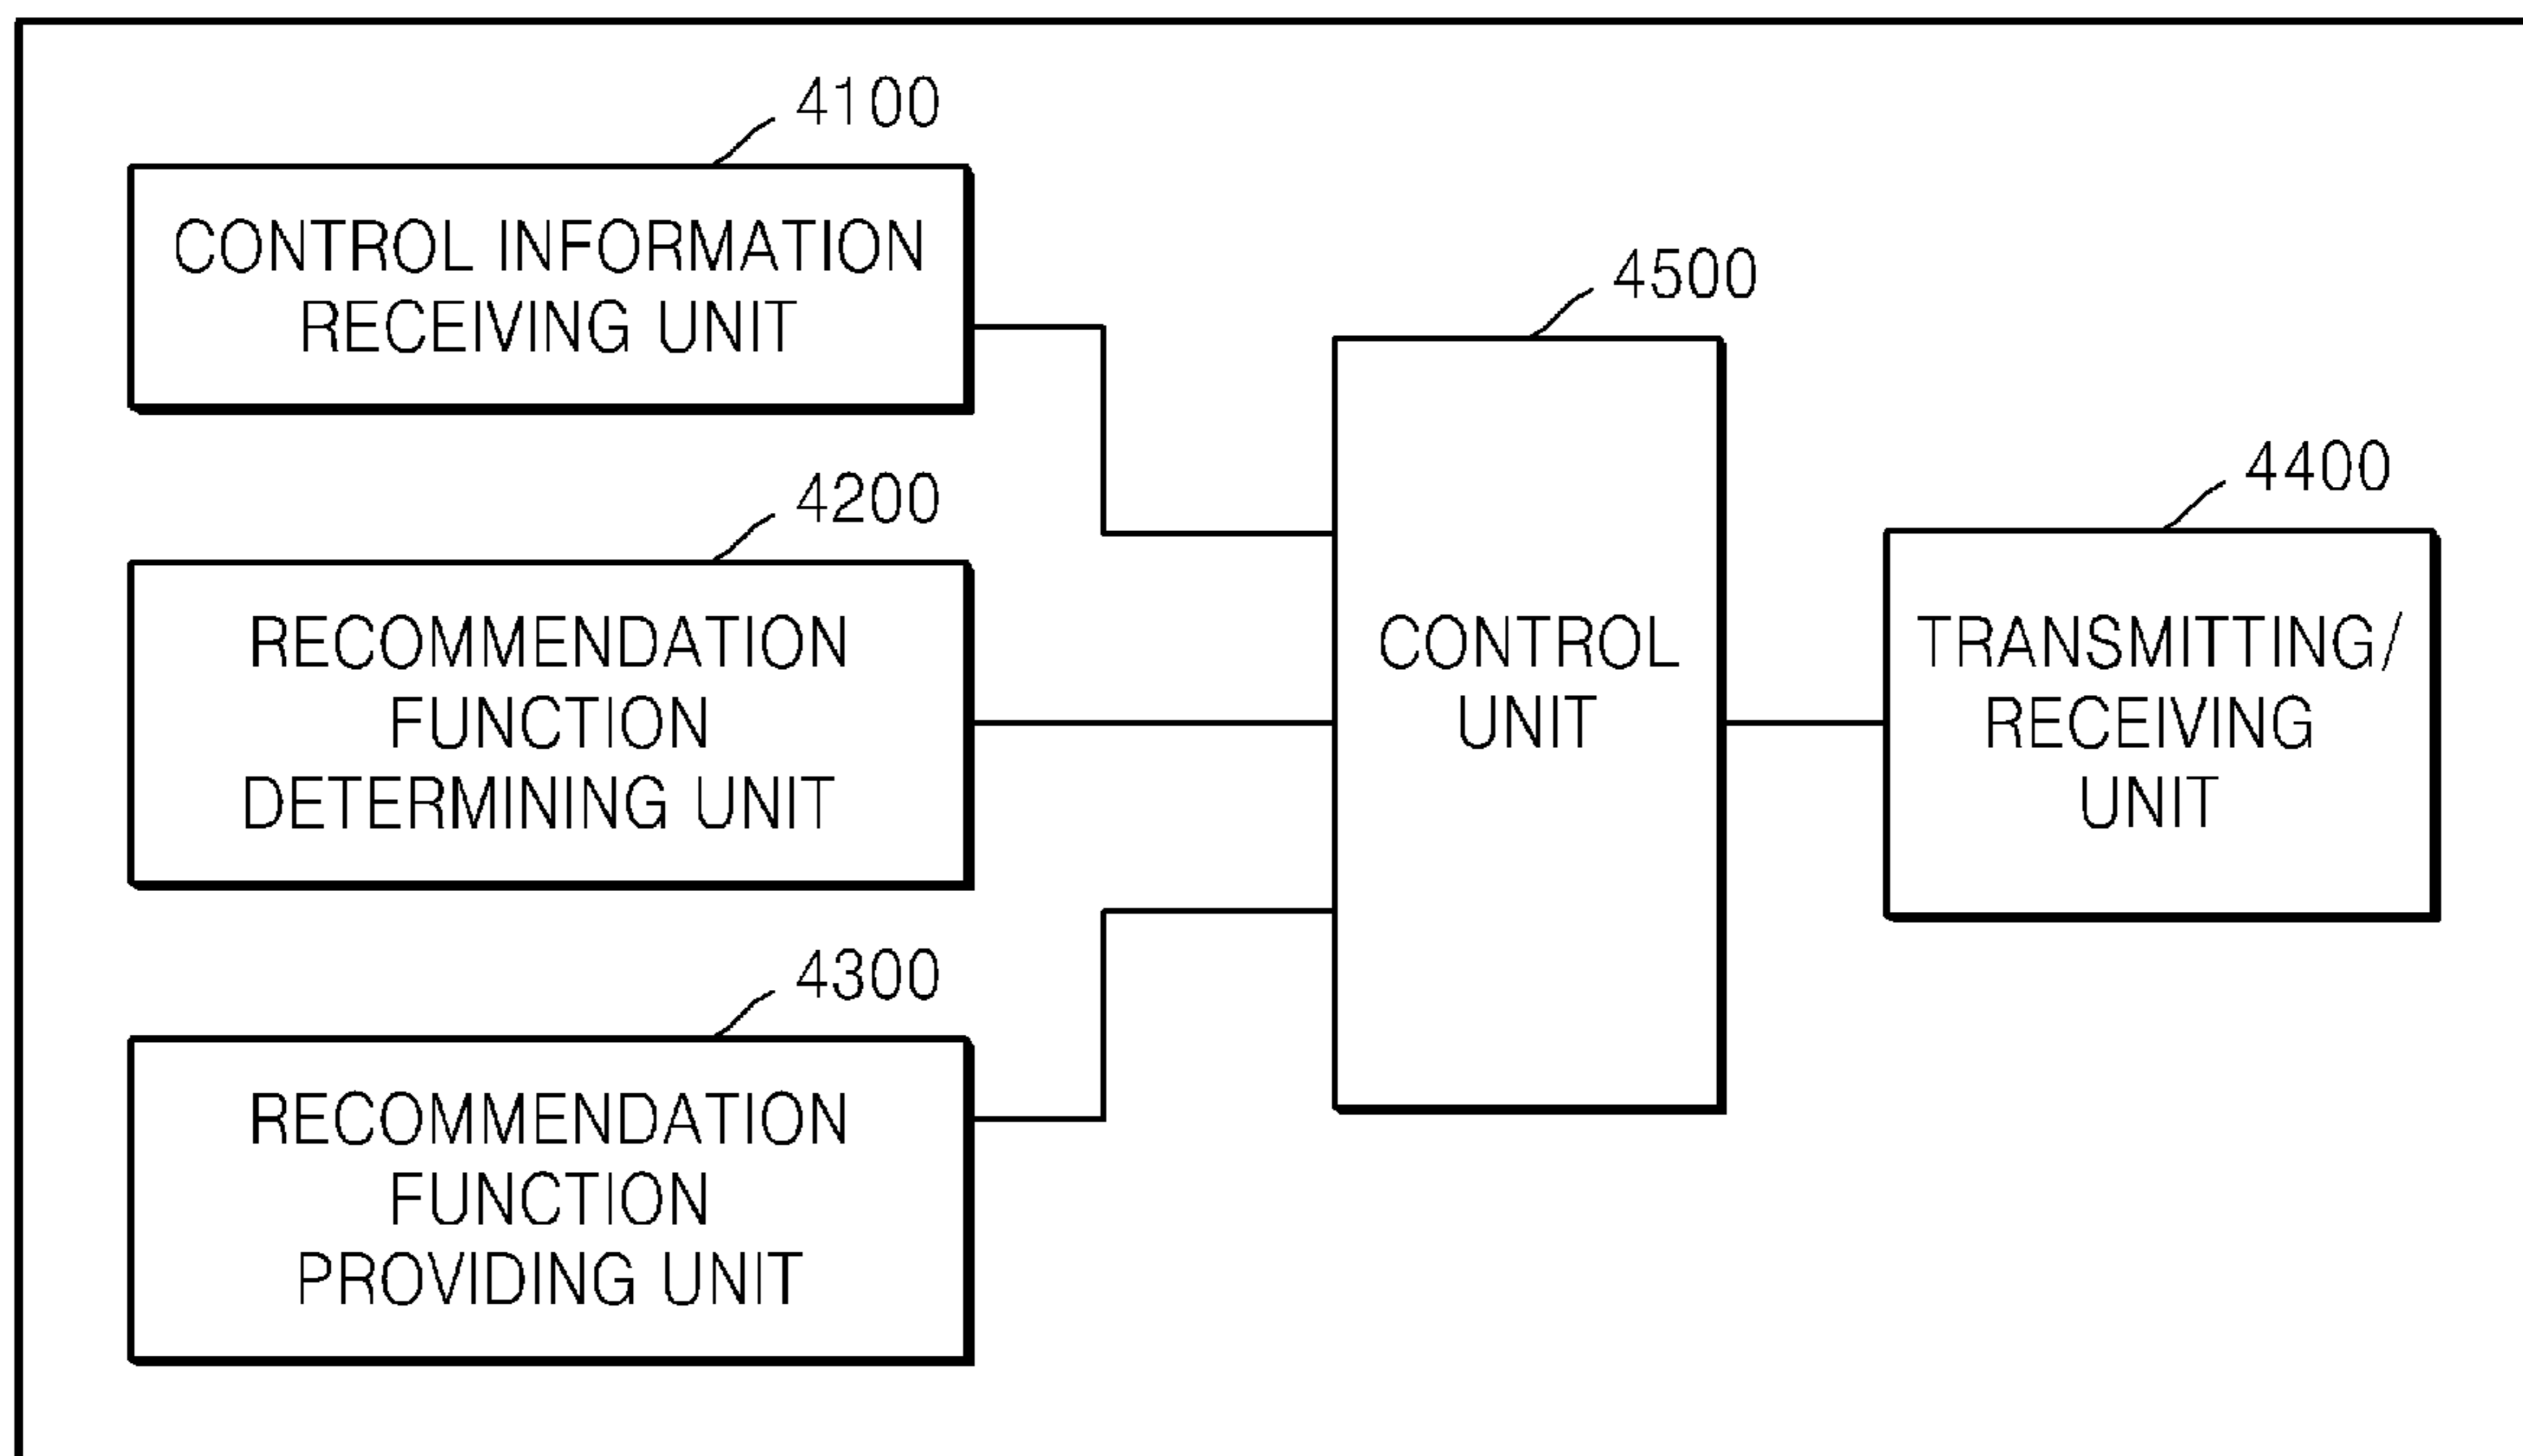 4100
CONTROL INFORMATION
RECEIVING UNIT
4200
RECOMMENDATION
FUNCTION
DETERMINING UNIT
4300
RECOMMENDATION
FUNCTION
PROVIDING UNIT
4500
CONTROL
UNIT
4400
TRANSMITTING/
RECEIVING
UNIT